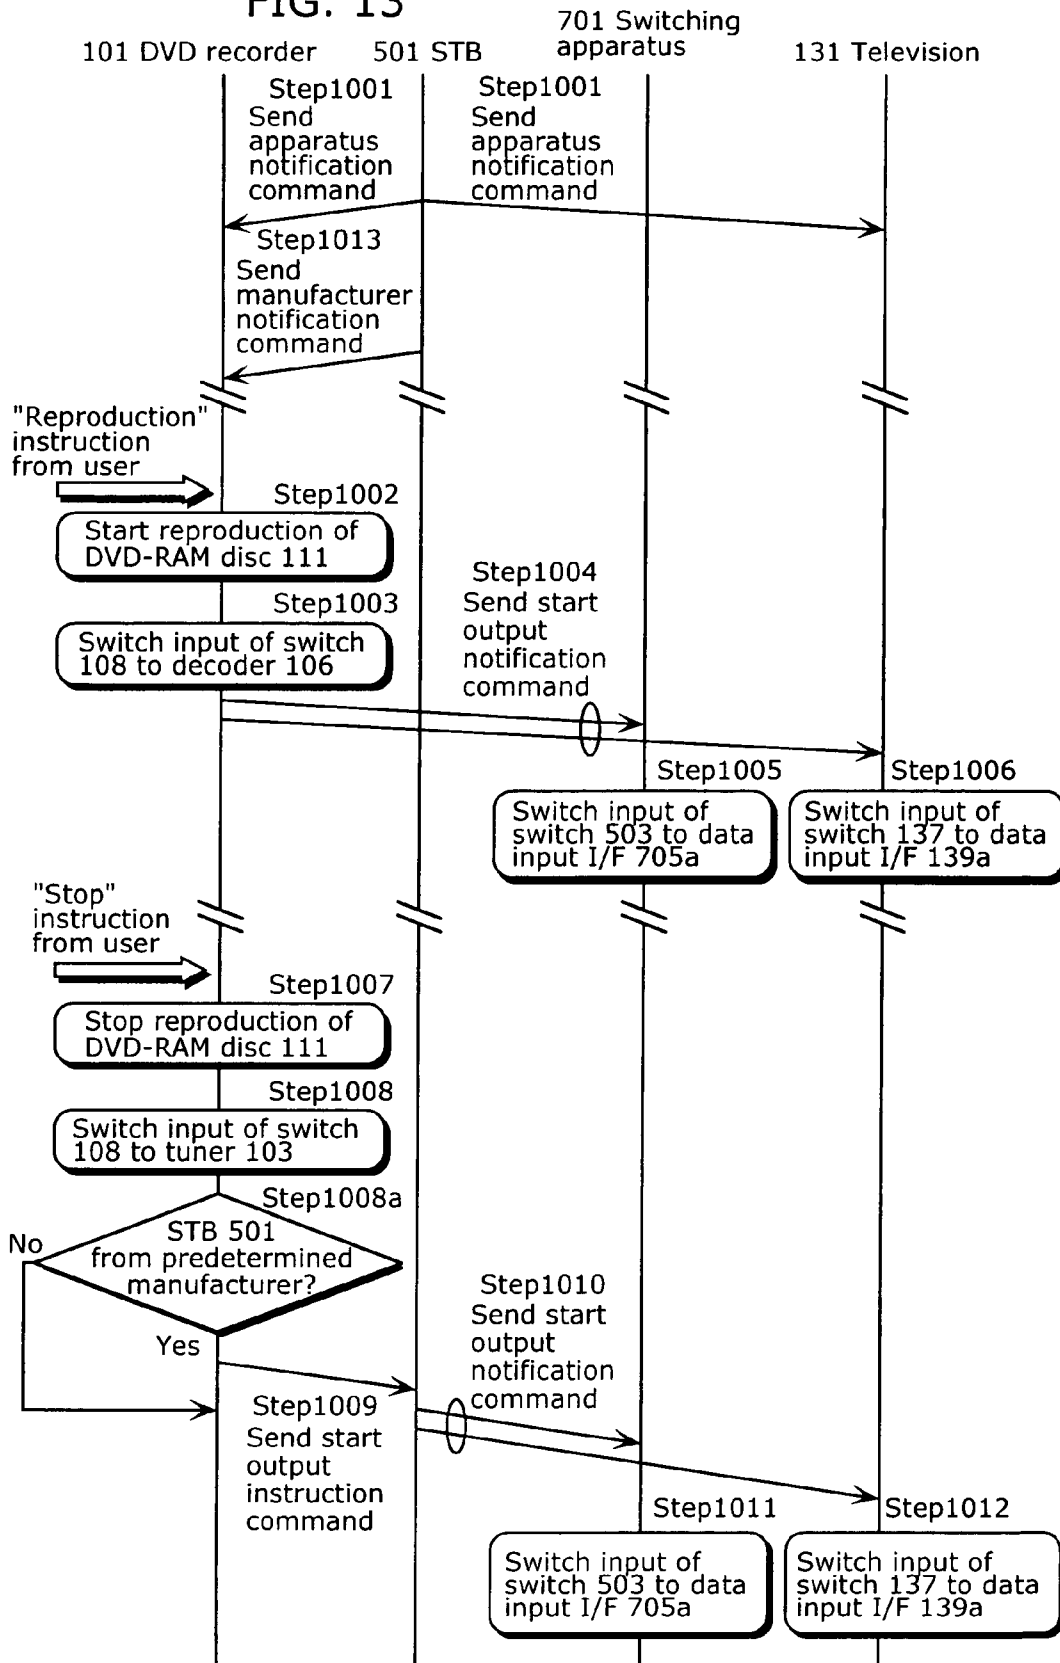 FIG. 13
101 DVD recorder
501 STB
701 Switching
apparatus
131 Television
Step1001
Send
apparatus
notification
command
Step1001
Send
apparatus
notification
command
Step1013
Send
manufacturer
notification
command
"Reproduction"
instruction
from user
Step1002
Start reproduction of
DVD-RAM disc 111
Step1003
Switch input of switch
108 to decoder 106
Step1004
Send start
output
notification
command
Step1005
Switch input of
switch 503 to data
input I/F 705a
Step1006
Switch input of
switch 137 to data
input I/F 139a
"Stop"
instruction
from user
Step1007
Stop reproduction of
DVD-RAM disc 111
Step1008
Switch input of switch
108 to tuner 103
Step1008a
STB 501
from predetermined
manufacturer?
No
Yes
Step1009
Send start
output
instruction
command
Step1010
Send start
output
notification
command
Step1011
Switch input of
switch 503 to data
input I/F 705a
Step1012
Switch input of
switch 137 to data
input I/F 139a